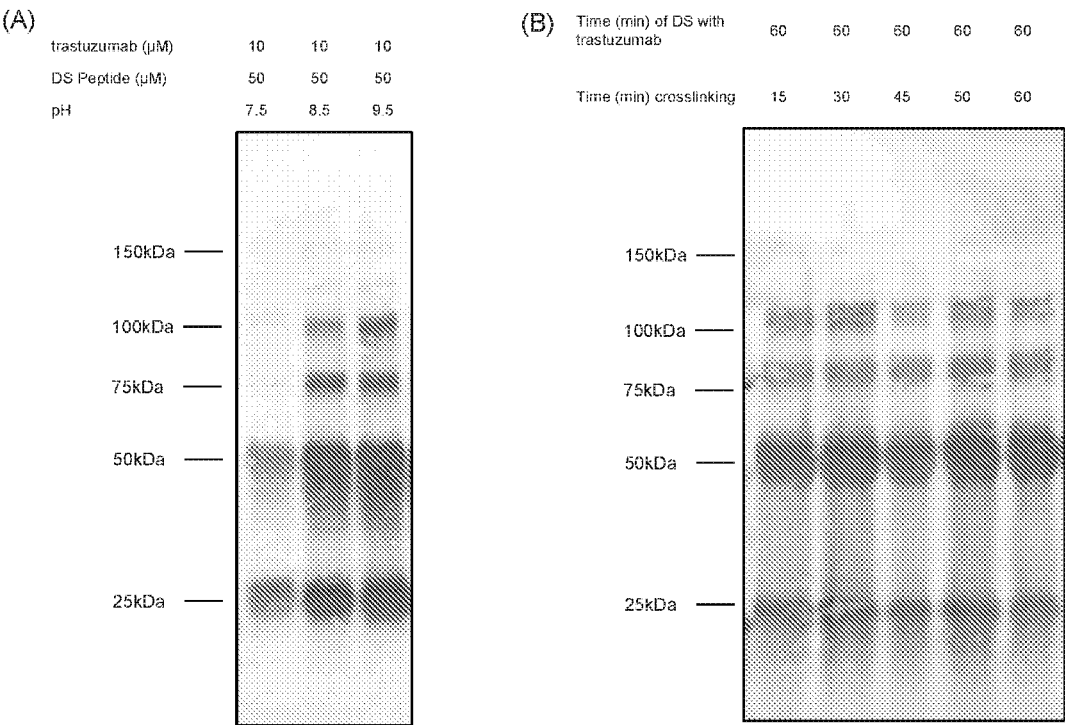 (A)
trastuzumab (µM) 10 10 10
DS Peptide (µM) 50 50 50
pH 7.5 8.5 9.5
150kDa
100kDa
75kDa
50kDa
25kDa
(B)
Time (min) of DS with
trastuzumab 60 60 60 60 60
Time (min) crosslinking 15 30 45 50 60
150kDa
100kDa
75kDa
50kDa
25kDa